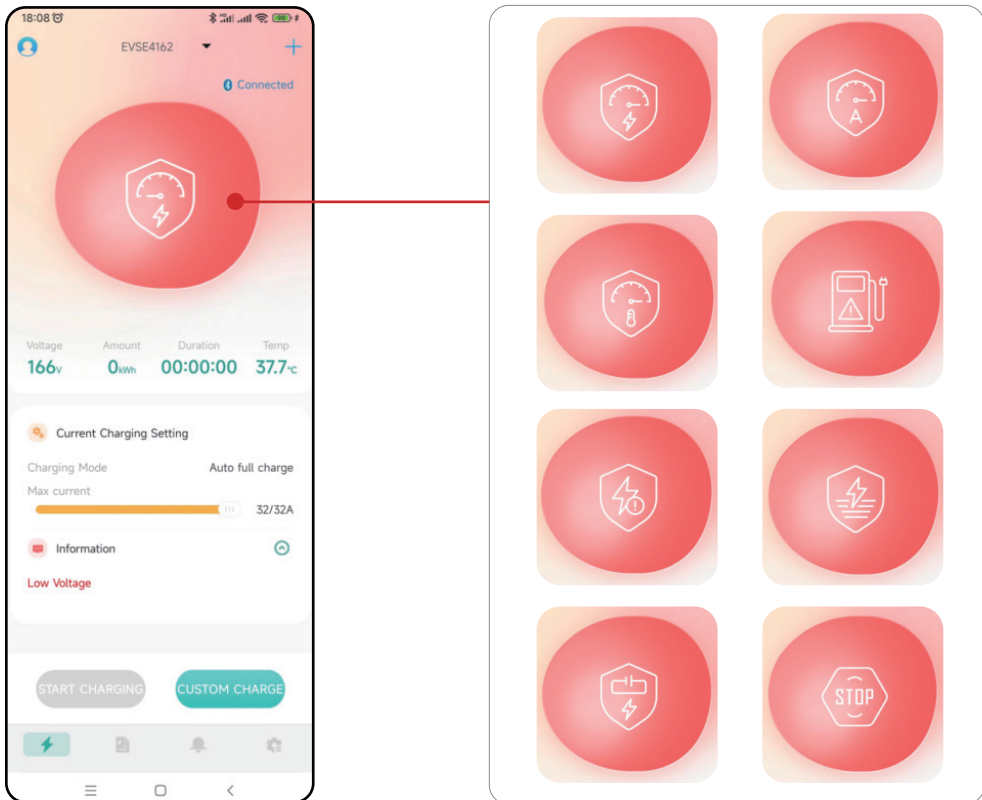 18:08
EVSE4162
Connected
Voltage Amount Duration Temp
166V 0kWh 00:00:00 37.7°C
Current Charging Setting
Charging Mode Auto full charge
Max current
32/32A
Information
Low Voltage
START CHARGING CUSTOM CHARGE
A
STOP